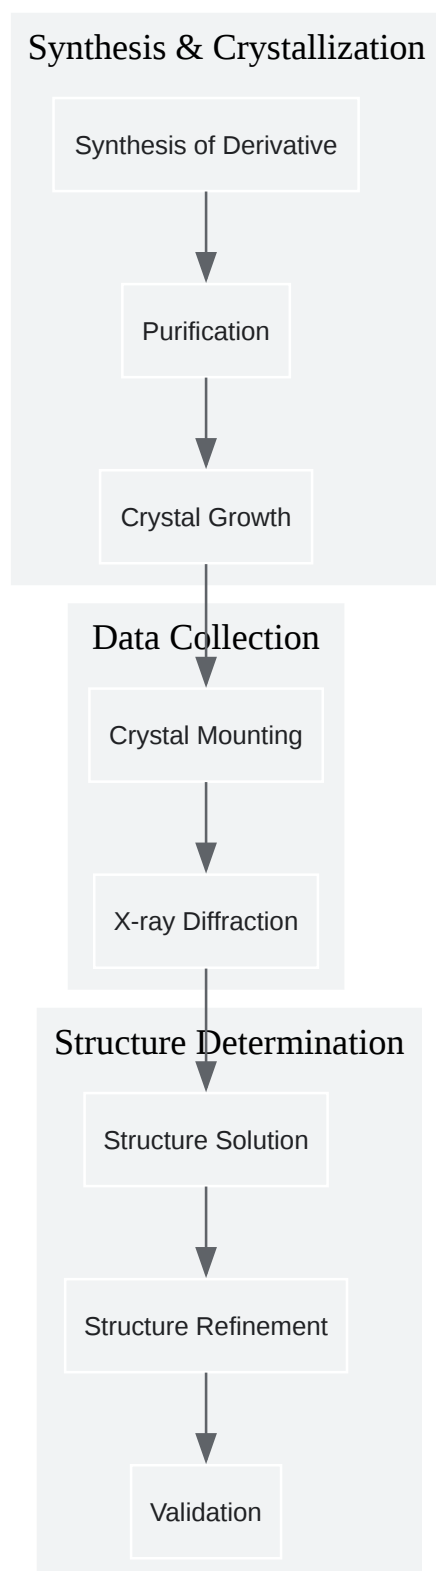 Synthesis & Crystallization
Synthesis of Derivative
Purification
Crystal Growth
Data Collection
Crystal Mounting
X-ray Diffraction
Structure Determination
Structure Solution
Structure Refinement
Validation